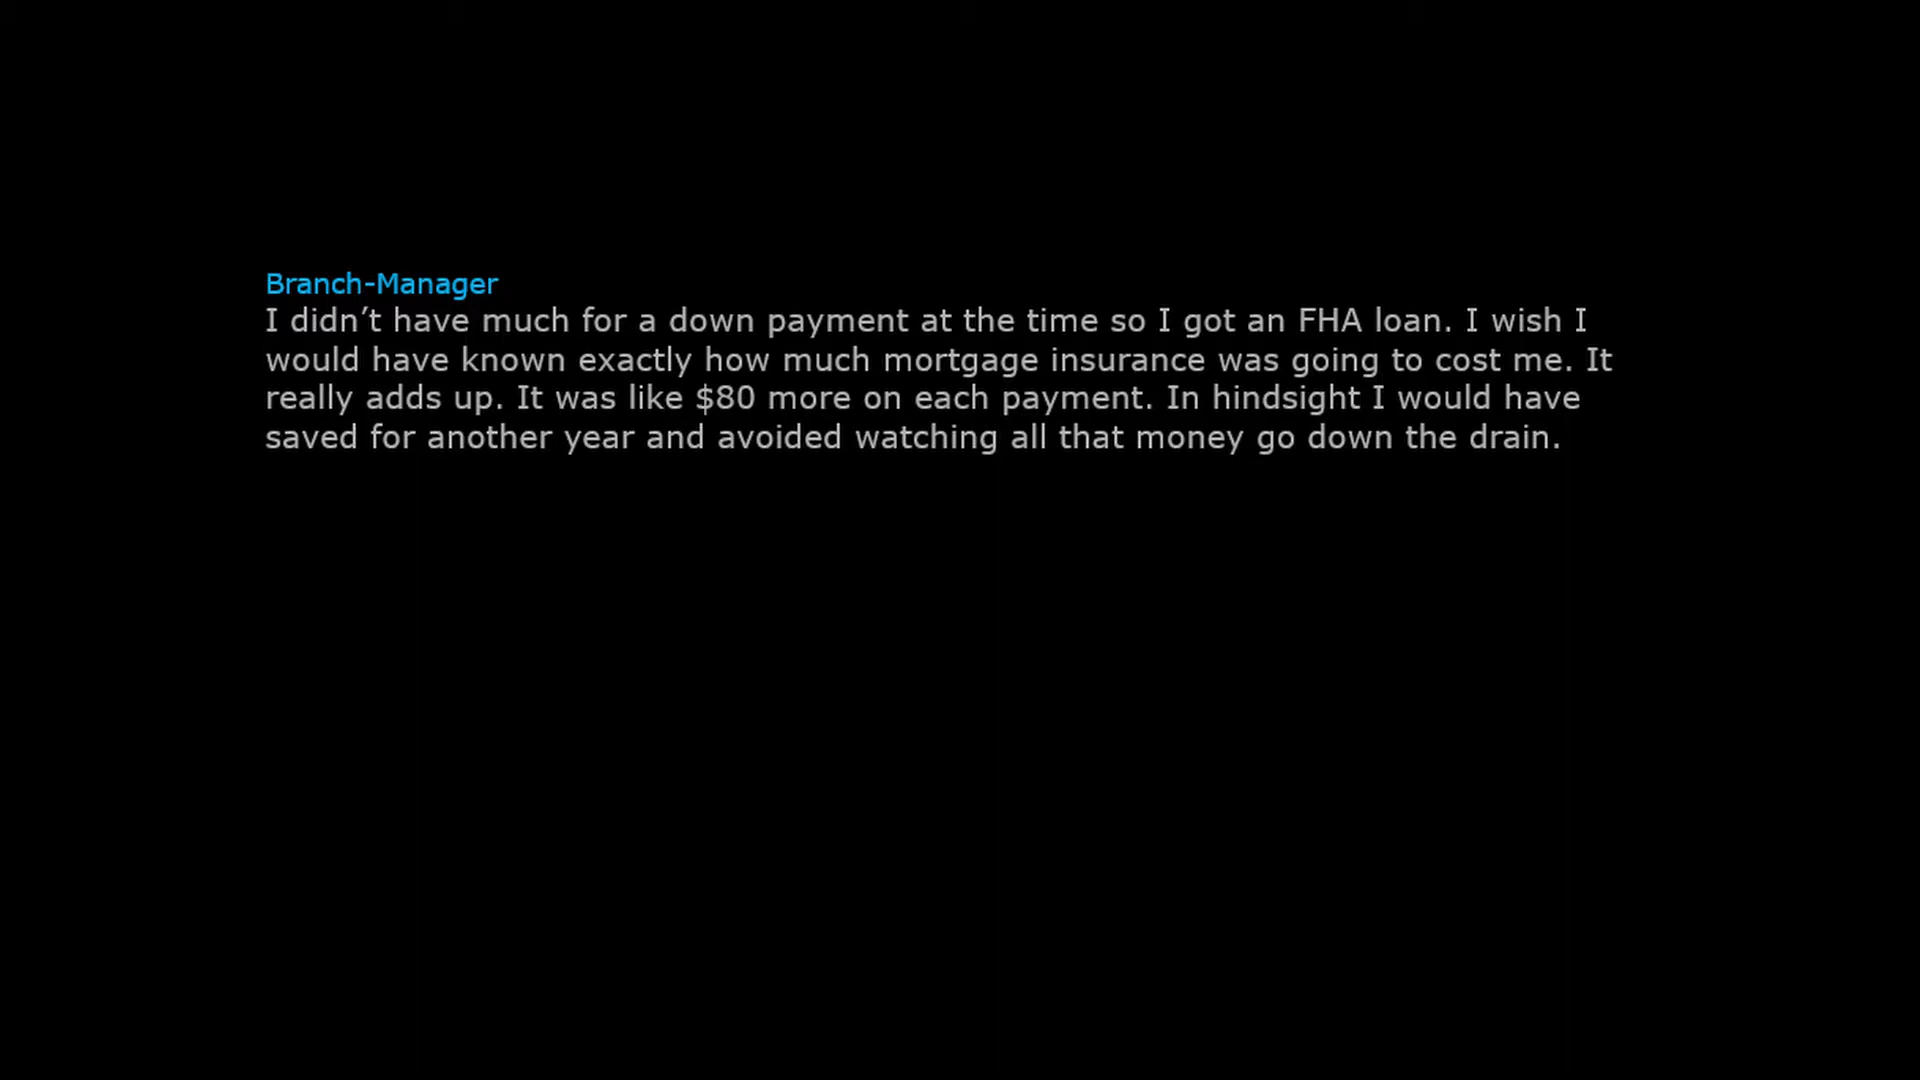 Branch-Manager
I didn’t have much for a down payment at the time so I got an FHA loan. I wish I
would have known exactly how much mortgage insurance was going to cost me. It
really adds up. It was like $80 more on each payment. In hindsight I would have
saved for another year and avoided watching all that money go down the drain.